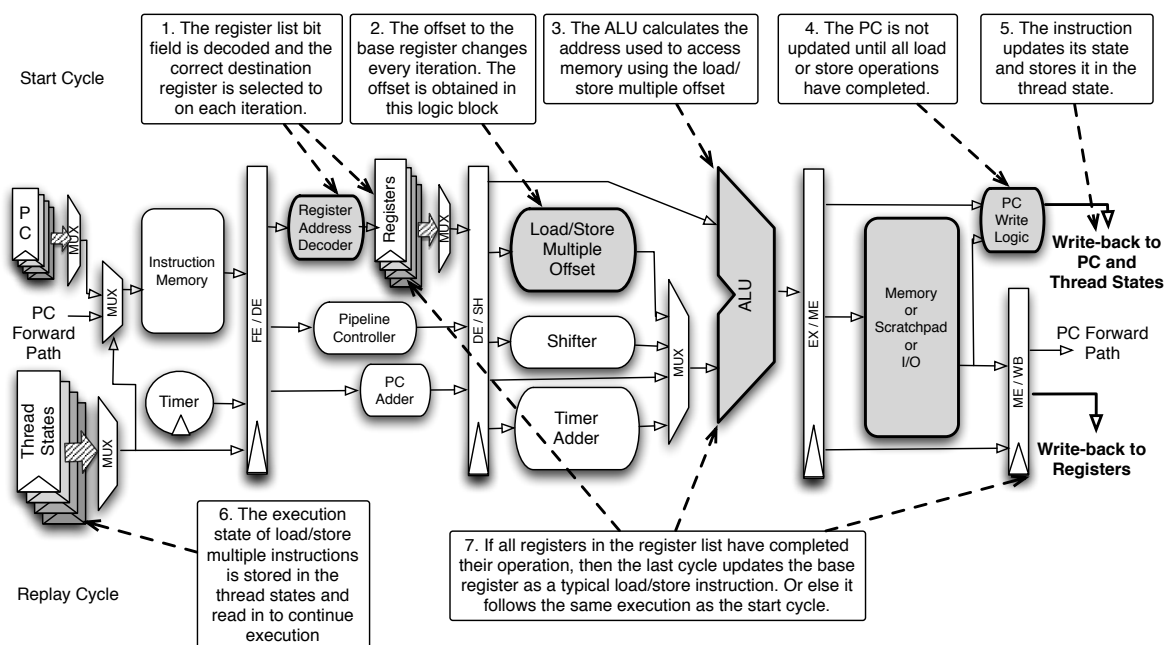 Start Cycle
1. The register list bit
field is decoded and the
correct destination
register is selected to
on each iteration.
2. The offset to the
base register changes
every iteration. The
offset is obtained in
this logic block
3. The ALU calculates the
address used to access
memory using the load/
store multiple offset
4. The PC is not
updated until all load
or store operations
have completed.
5. The instruction
updates its state
and stores it in the
thread state.
P
C
MUX
PC
Forward
Path
MUX
Instruction
Memory
Thread
States
MUX
Timer
FE / DE
Register
Address
Decoder
Registers
MUX
Pipeline
Controller
PC
Adder
DE / SH
Load/Store
Multiple
Offset
Shifter
Timer
Adder
MUX
ALU
EX / ME
Memory
or
Scratchpad
or
I/O
PC
Write
Logic
Write-back to
PC and
Thread States
ME / WB
PC Forward
Path
Write-back to
Registers
Replay Cycle
6. The execution
state of load/store
multiple instructions
is stored in the
thread states and
read in to continue
execution
7. If all registers in the register list have completed
their operation, then the last cycle updates the base
register as a typical load/store instruction. Or else it
follows the same execution as the start cycle.